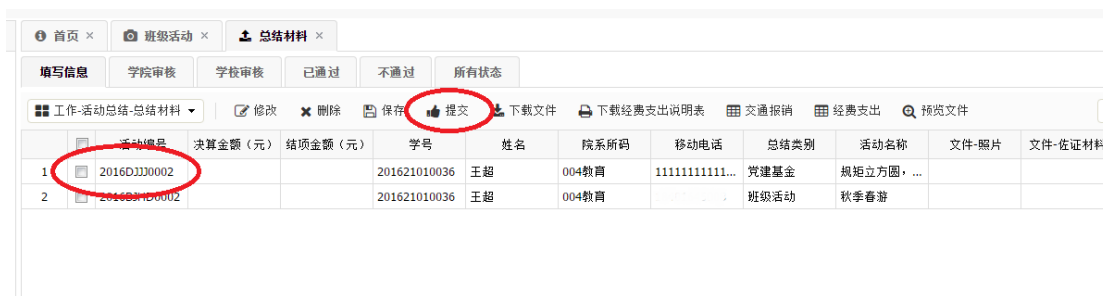 首页 × 班级活动 × 总结材料 ×
填写信息 学院审核 学校审核 已通过 不通过 所有状态
工作-活动总结-总结材料 修改 删除 保存 提交 下载文件 下载经费支出说明表 交通报销 经费支出 预览文件
活动编号 决算金额（元） 结项金额（元） 学号 姓名 院系所码 移动电话 总结类别 活动名称 文件-照片 文件-佐证材料
1 2016DJJJ0002 201621010036 王超 004教育 11111111111... 党建基金 规矩立方圆，...
2 2016BJHD0002 201621010036 王超 004教育 班级活动 秋季春游